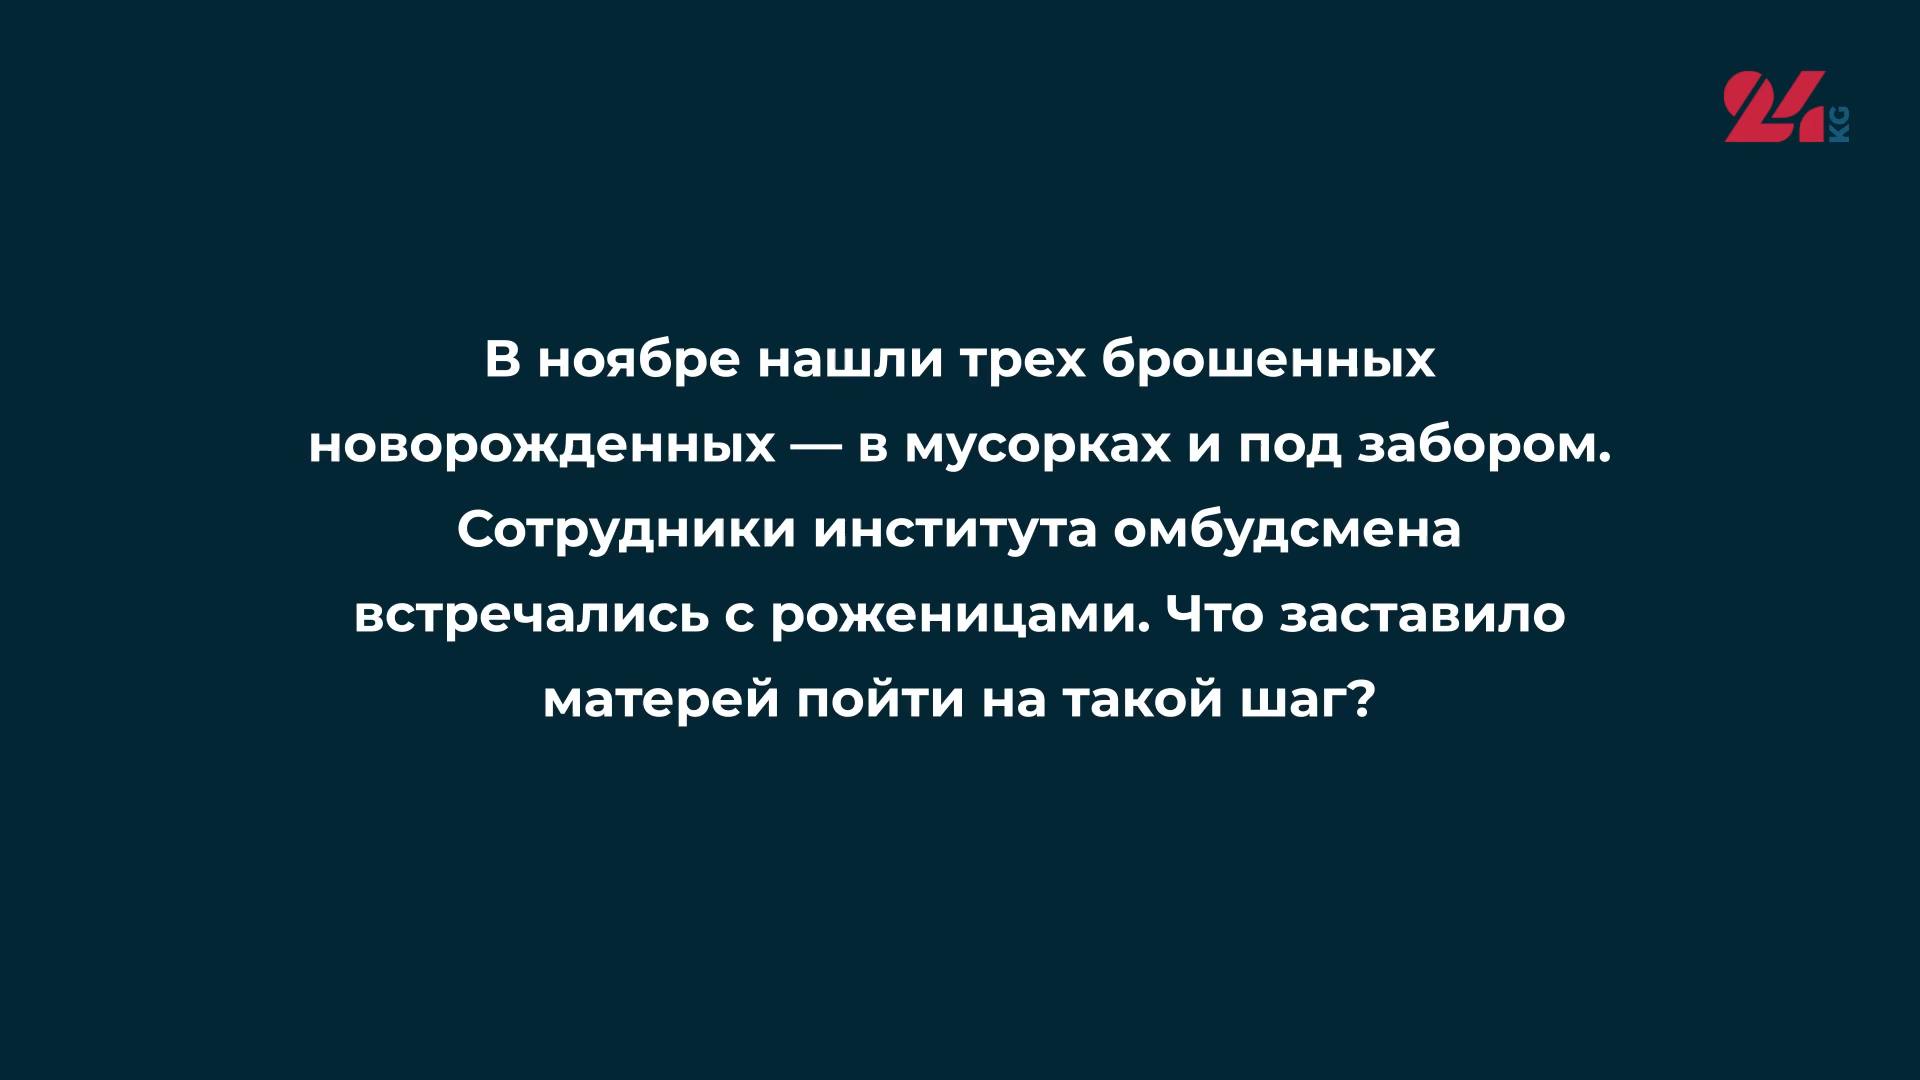 24 KG
В ноябре нашли трех брошенных
новорожденных — в мусорках и под забором.
Сотрудники института омбудсмена
встречались с роженицами. Что заставило
матерей пойти на такой шаг?